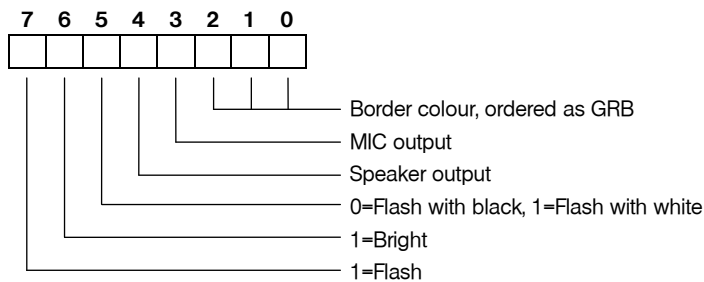 7 6 5 4 3 2 1 0
Border colour, ordered as GRB
MIC output
Speaker output
0=Flash with black, 1=Flash with white
1=Bright
1=Flash